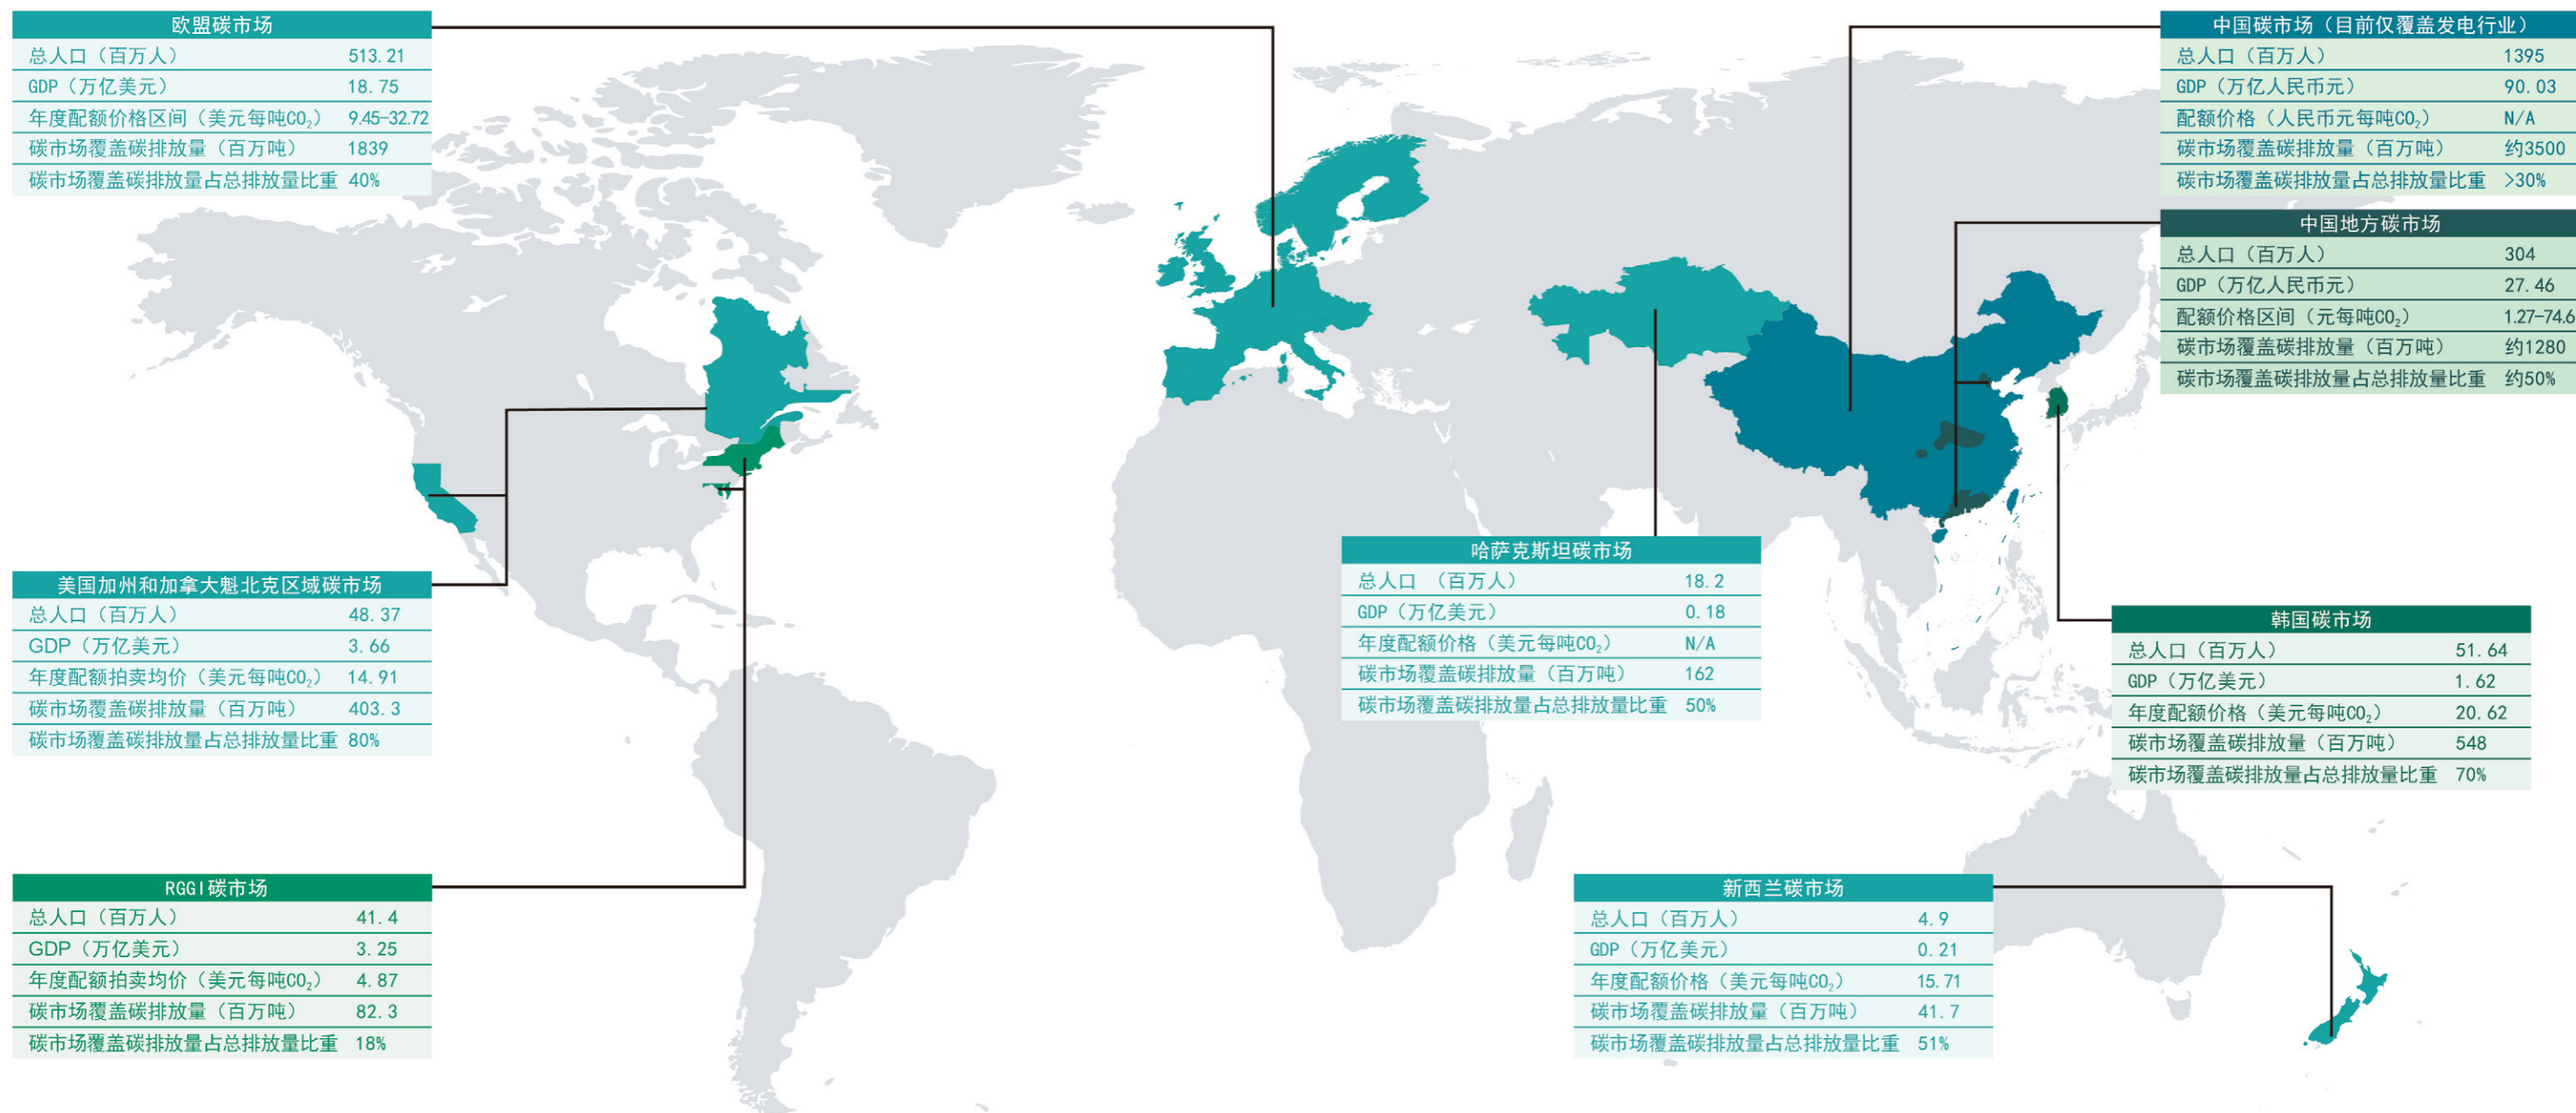 欧盟碳市场
总人口（百万人） 513.21
GDP（万亿美元） 18.75
年度配额价格区间（美元每吨CO₂） 9.45-32.72
碳市场覆盖碳排放量（百万吨） 1839
碳市场覆盖碳排放量占总排放量比重 40%
中国碳市场（目前仅覆盖发电行业）
总人口（百万人） 1395
GDP（万亿人民币元） 90.03
配额价格（人民币元每吨CO₂） N/A
碳市场覆盖碳排放量（百万吨） 约3500
碳市场覆盖碳排放量占总排放量比重 >30%
中国地方碳市场
总人口（百万人） 304
GDP（万亿人民币元） 27.46
配额价格区间（元每吨CO₂） 1.27-74.6
碳市场覆盖碳排放量（百万吨） 约1280
碳市场覆盖碳排放量占总排放量比重 约50%
美国加州和加拿大魁北克区域碳市场
总人口（百万人） 48.37
GDP（万亿美元） 3.66
年度配额拍卖均价（美元每吨CO₂） 14.91
碳市场覆盖碳排放量（百万吨） 403.3
碳市场覆盖碳排放量占总排放量比重 80%
哈萨克斯坦碳市场
总人口 （百万人） 18.2
GDP（万亿美元） 0.18
年度配额价格（美元每吨CO₂） N/A
碳市场覆盖碳排放量（百万吨） 162
碳市场覆盖碳排放量占总排放量比重 50%
韩国碳市场
总人口（百万人） 51.64
GDP（万亿美元） 1.62
年度配额价格（美元每吨CO₂） 20.62
碳市场覆盖碳排放量（百万吨） 548
碳市场覆盖碳排放量占总排放量比重 70%
RGGI碳市场
总人口（百万人） 41.4
GDP（万亿美元） 3.25
年度配额拍卖均价（美元每吨CO₂） 4.87
碳市场覆盖碳排放量（百万吨） 82.3
碳市场覆盖碳排放量占总排放量比重 18%
新西兰碳市场
总人口（百万人） 4.9
GDP（万亿美元） 0.21
年度配额价格（美元每吨CO₂） 15.71
碳市场覆盖碳排放量（百万吨） 41.7
碳市场覆盖碳排放量占总排放量比重 51%